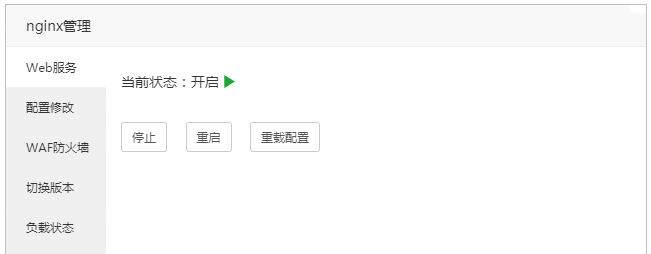 nginx管理
Web服务
当前状态：开启
配置修改
停止 重启 重载配置
WAF防火墙
切换版本
负载状态